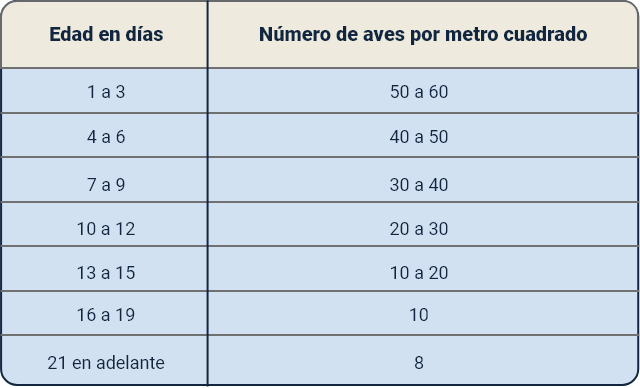 Edad en días Número de aves por metro cuadrado
1 a 3 50 a 60
4 a 6 40 a 50
7 a 9 30 a 40
10 a 12 20 a 30
13 a 15 10 a 20
16 a 19 10
21 en adelante 8